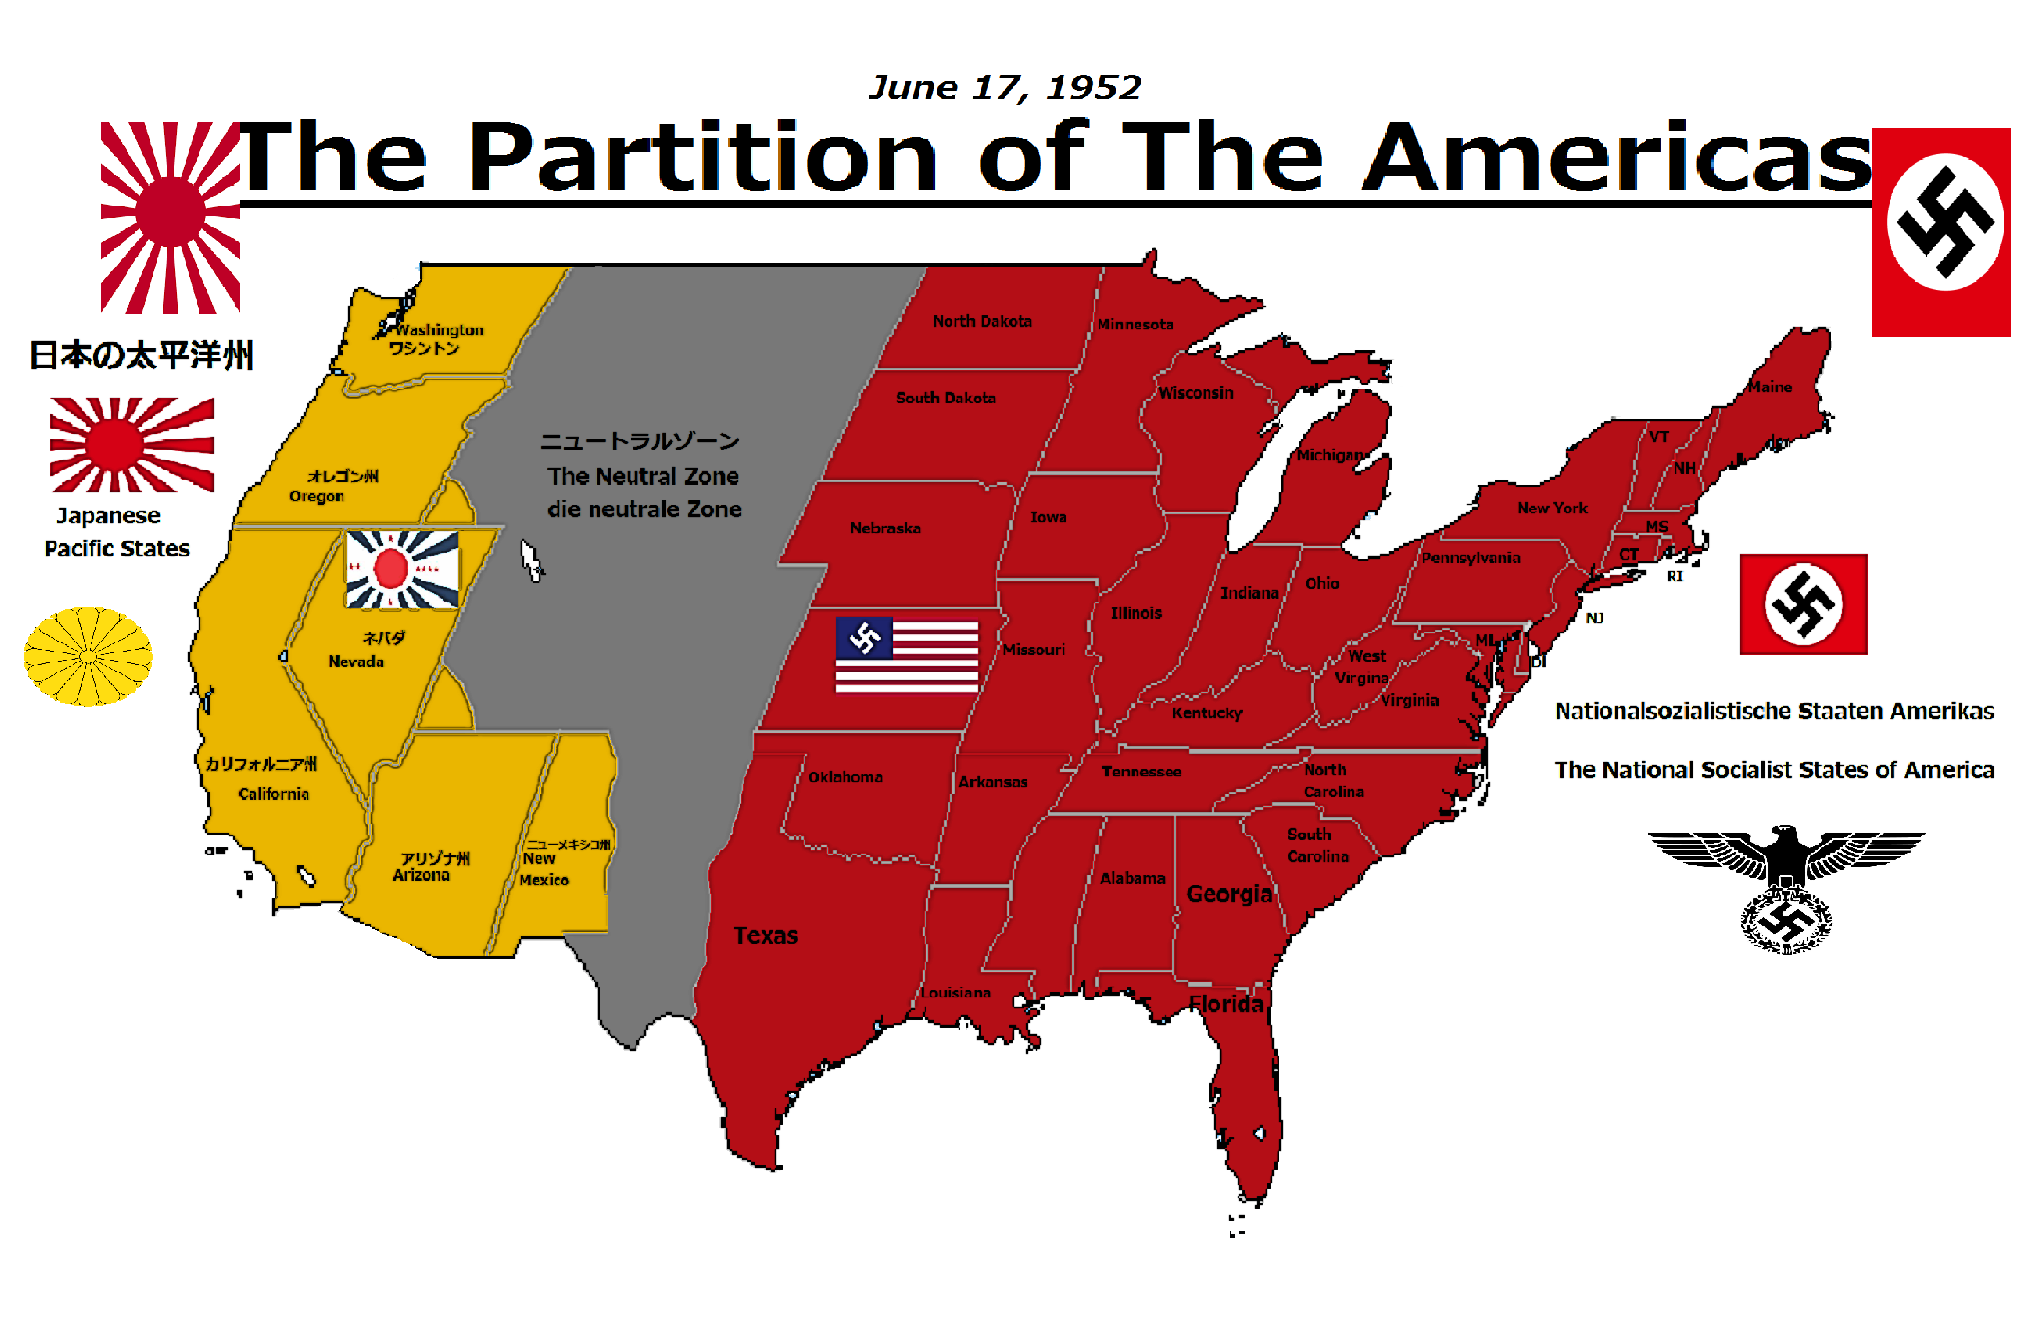 June 17, 1952
The Partition of The Americas
日本の太平洋州
Japanese
Pacific States
Washington
ワシントン
オレゴン州
Oregon
ネバダ
Nevada
カリフォルニア州
California
アリゾナ州
Arizona
ニューメキシコ州
New
Mexico
ニュートラルゾーン
The Neutral Zone
die neutrale Zone
North Dakota
Minnesota
South Dakota
Wisconsin
Michigan
Nebraska
Iowa
Illinois
Indiana
Ohio
Missouri
Pennsylvania
New York
Maine
VT
NH
MS
CT
RI
NJ
West
Virgina
Virginia
Kentucky
Oklahoma
Arkansas
Tennessee
North
Carolina
South
Carolina
Alabama
Georgia
Texas
Louisiana
Florida
Nationalsozialistische Staaten Amerikas
The National Socialist States of America